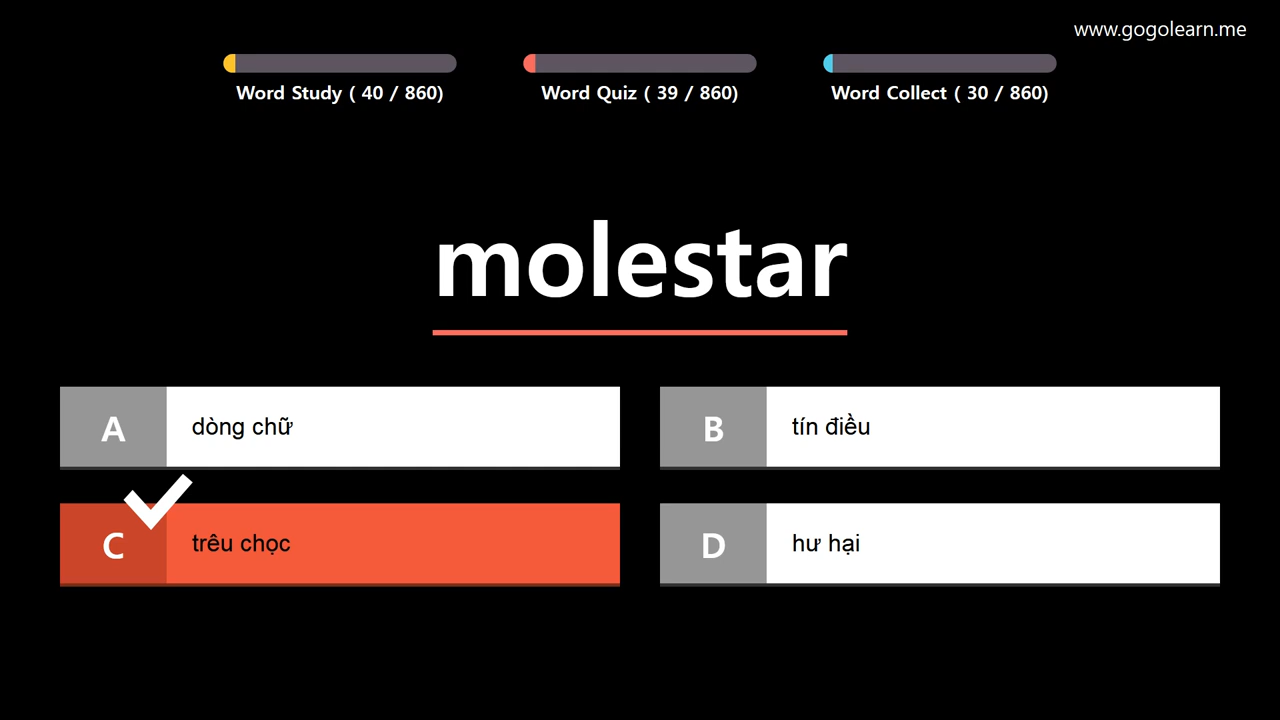 www.gogolearn.me
Word Study ( 40 / 860)
Word Quiz ( 39 / 860)
Word Collect ( 30 / 860)
molestar
A
dòng chữ
B
tín điều
C
trêu chọc
D
hư hại